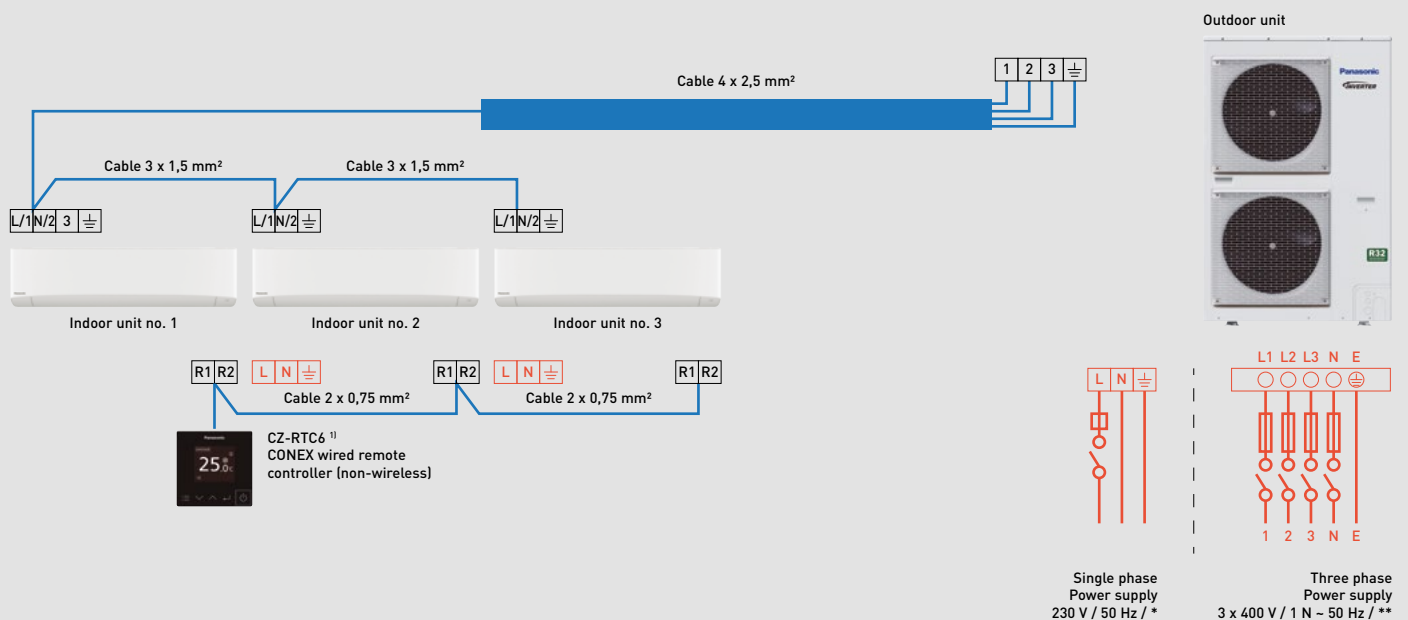 Outdoor unit
1 2 3
Cable 4 x 2,5 mm²
Panasonic
INVERTER
Cable 3 x 1,5 mm²
Cable 3 x 1,5 mm²
L/1 N/2 3
L/1 N/2
L/1 N/2
R32
Indoor unit no. 1
Indoor unit no. 2
Indoor unit no. 3
R1 R2
L N
R1 R2
L N
R1 R2
Cable 2 x 0,75 mm²
Cable 2 x 0,75 mm²
L N
L1 L2 L3 N E
Panasonic
25.0c
CZ-RTC6 ¹⁾
CONEX wired remote
controller (non-wireless)
1 2 3 N E
Single phase
Power supply
230 V / 50 Hz / *
Three phase
Power supply
3 x 400 V / 1 N ~ 50 Hz / **